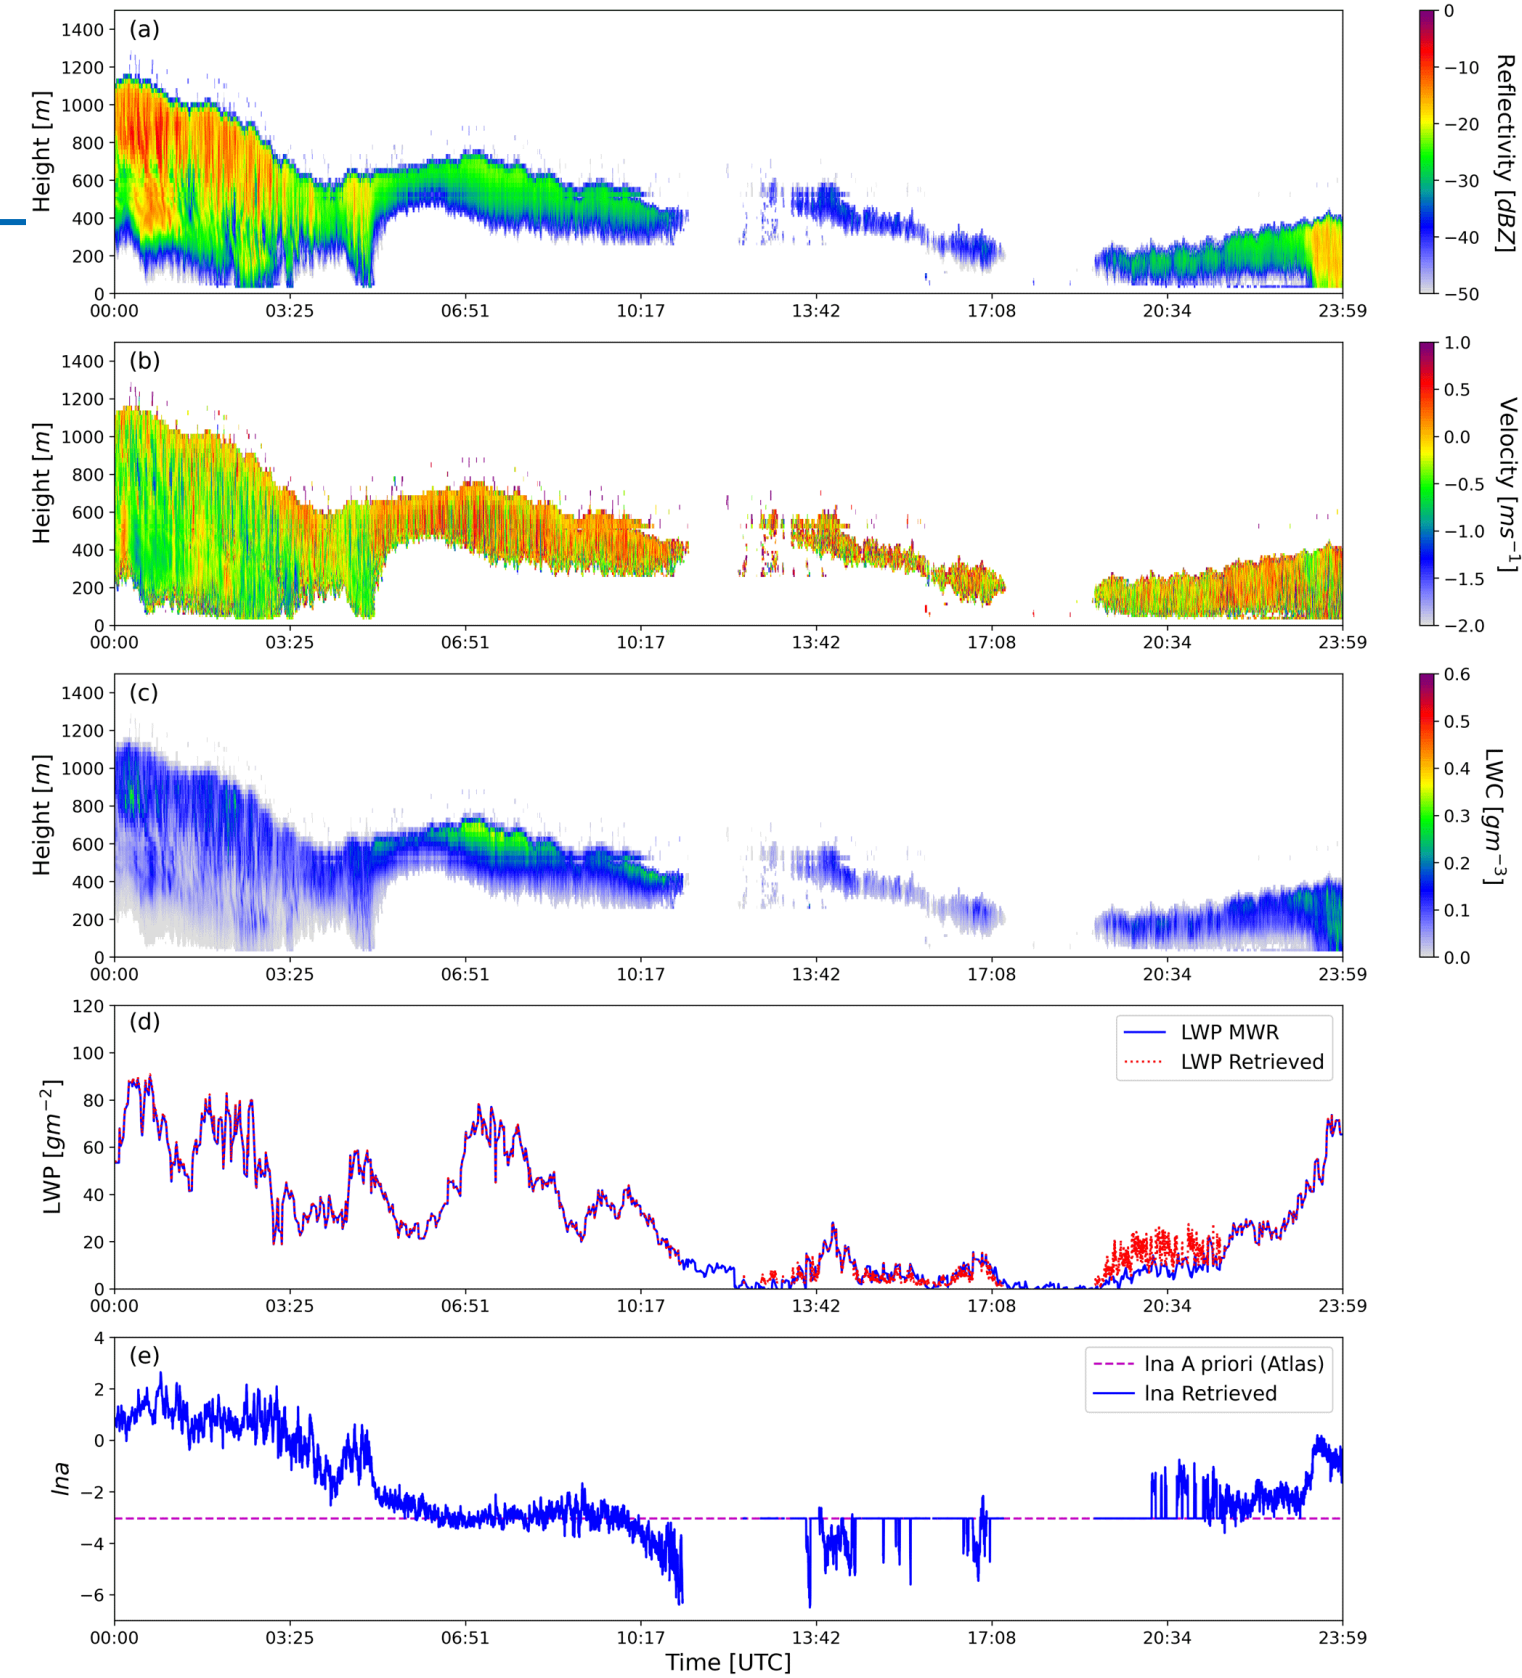 (a)
1400
1200
1000
800
600
400
200
0
Height [m]
00:00 03:25 06:51 10:17 13:42 17:08 20:34 23:59
0
−10
−20
−30
−40
−50
Reflectivity [dBZ]
(b)
1400
1200
1000
800
600
400
200
0
Height [m]
00:00 03:25 06:51 10:17 13:42 17:08 20:34 23:59
1.0
0.5
0.0
−0.5
−1.0
−1.5
−2.0
Velocity [ms⁻¹]
(c)
1400
1200
1000
800
600
400
200
0
Height [m]
00:00 03:25 06:51 10:17 13:42 17:08 20:34 23:59
0.6
0.5
0.4
0.3
0.2
0.1
0.0
LWC [gm⁻³]
(d)
120
100
80
60
40
20
0
LWP [gm⁻²]
LWP MWR
LWP Retrieved
00:00 03:25 06:51 10:17 13:42 17:08 20:34 23:59
(e)
4
2
0
−2
−4
−6
lna
lna A priori (Atlas)
lna Retrieved
00:00 03:25 06:51 10:17 13:42 17:08 20:34 23:59
Time [UTC]